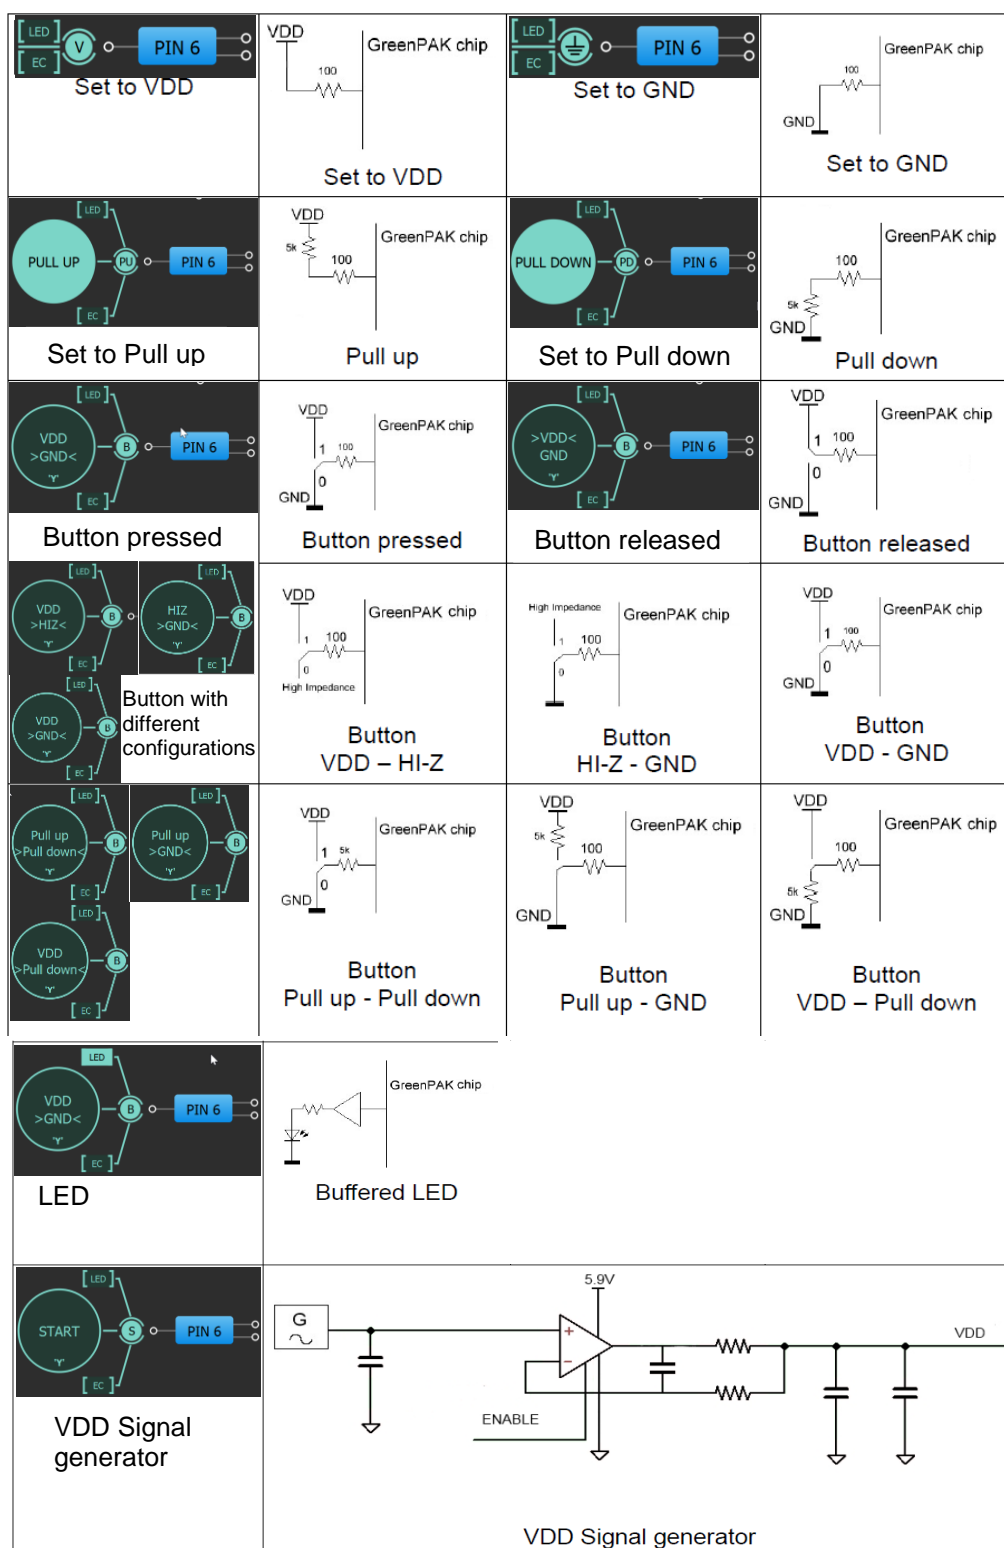 [LED]
[EC]
V
PIN 6
Set to VDD
VDD
GreenPAK chip
100
Set to VDD
[LED]
[EC]
PIN 6
Set to GND
GreenPAK chip
100
GND
Set to GND
[LED]
PULL UP
PU
PIN 6
[EC]
Set to Pull up
VDD
5k
GreenPAK chip
100
Pull up
[LED]
PULL DOWN
PD
PIN 6
[EC]
Set to Pull down
GreenPAK chip
100
5k
GND
Pull down
[LED]
VDD
>GND<
"Y"
B
PIN 6
[EC]
Button pressed
VDD
GreenPAK chip
1
100
0
GND
Button pressed
[LED]
>VDD<
GND
"Y"
B
PIN 6
[EC]
Button released
VDD
GreenPAK chip
1
100
0
GND
Button released
[LED]
VDD
>HIZ<
"Y"
B
[EC]
[LED]
HIZ
>GND<
"Y"
B
[EC]
[LED]
VDD
>GND<
"Y"
B
[EC]
Button with
different
configurations
VDD
GreenPAK chip
1
100
0
High Impedance
Button
VDD – HI-Z
High Impedance
GreenPAK chip
1
100
0
Button
HI-Z - GND
VDD
GreenPAK chip
1
100
0
GND
Button
VDD - GND
[LED]
Pull up
>Pull down<
"Y"
B
[EC]
[LED]
Pull up
>GND<
"Y"
B
[EC]
[LED]
VDD
>Pull down<
"Y"
B
[EC]
VDD
GreenPAK chip
1
5k
0
GND
Button
Pull up - Pull down
VDD
5k
GreenPAK chip
100
GND
Button
Pull up - GND
VDD
GreenPAK chip
100
5k
GND
Button
VDD – Pull down
LED
VDD
>GND<
"Y"
B
PIN 6
[EC]
LED
GreenPAK chip
Buffered LED
[LED]
START
"Y"
S
PIN 6
[EC]
VDD Signal
generator
G
5.9V
+
−
ENABLE
VDD
VDD Signal generator